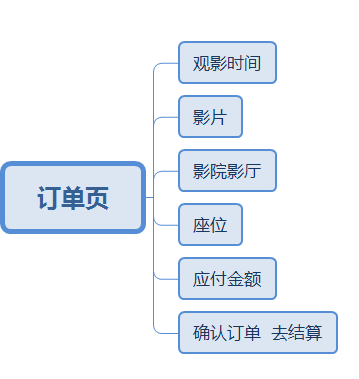 订单页
观影时间
影片
影院影厅
座位
应付金额
确认订单 去结算